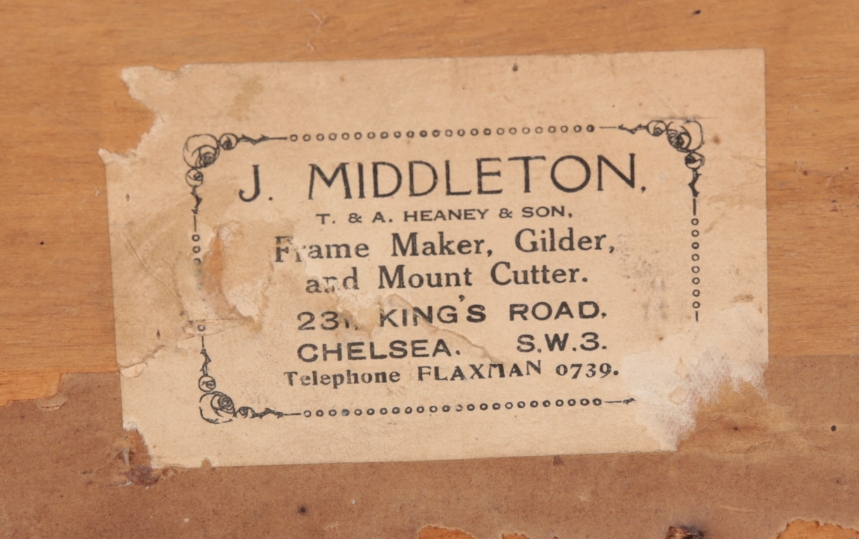 J. MIDDLETON,
T. & A. HEANEY & SON,
Frame Maker, Gilder,
and Mount Cutter.
KING'S ROAD,
CHELSEA. S.W.3.
Telephone FLAXMAN 0739.